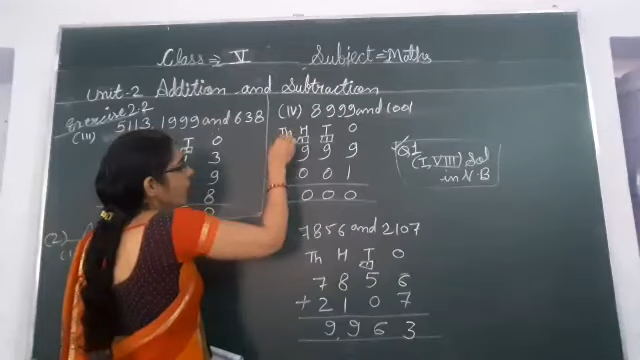 Class ⇒ V Subject ⇒ Maths
Unit-2 Addition and Subtraction
Exercise 2.2
(III) 5113, 1999 and 638
T O
3
9
8
(2)
(IV) 8999 and 1001
Th H T O
9 9 9
0 0 1
0 0 0
7856 and 2107
Th H T O
7 8 5 6
+ 2 1 0 7
9 9 6 3
Q1
(I, VIII) Sol
in N.B